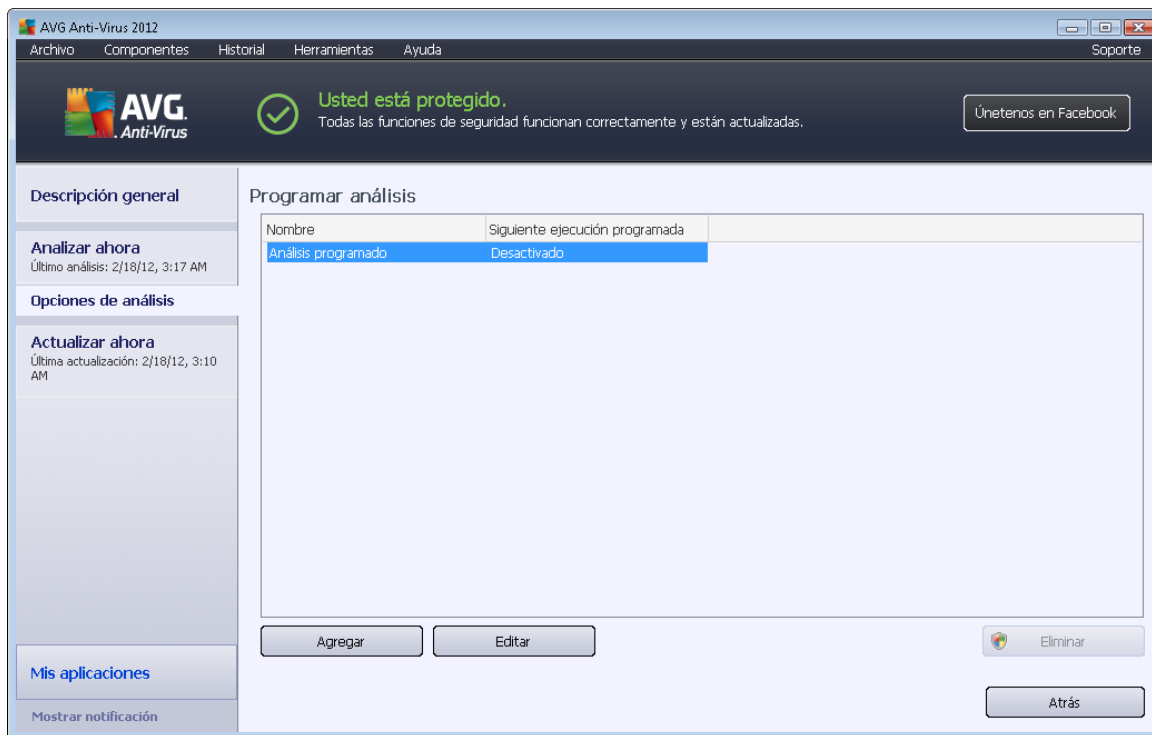 AVG Anti-Virus 2012
Archivo Componentes Historial Herramientas Ayuda Soporte
AVG.
Anti-Virus
Usted está protegido.
Todas las funciones de seguridad funcionan correctamente y están actualizadas.
Únetenos en Facebook
Descripción general
Analizar ahora
Último análisis: 2/18/12, 3:17 AM
Opciones de análisis
Actualizar ahora
Última actualización: 2/18/12, 3:10
AM
Mis aplicaciones
Mostrar notificación
Programar análisis
Nombre Siguiente ejecución programada
Análisis programado Desactivado
Agregar Editar Eliminar
Atrás